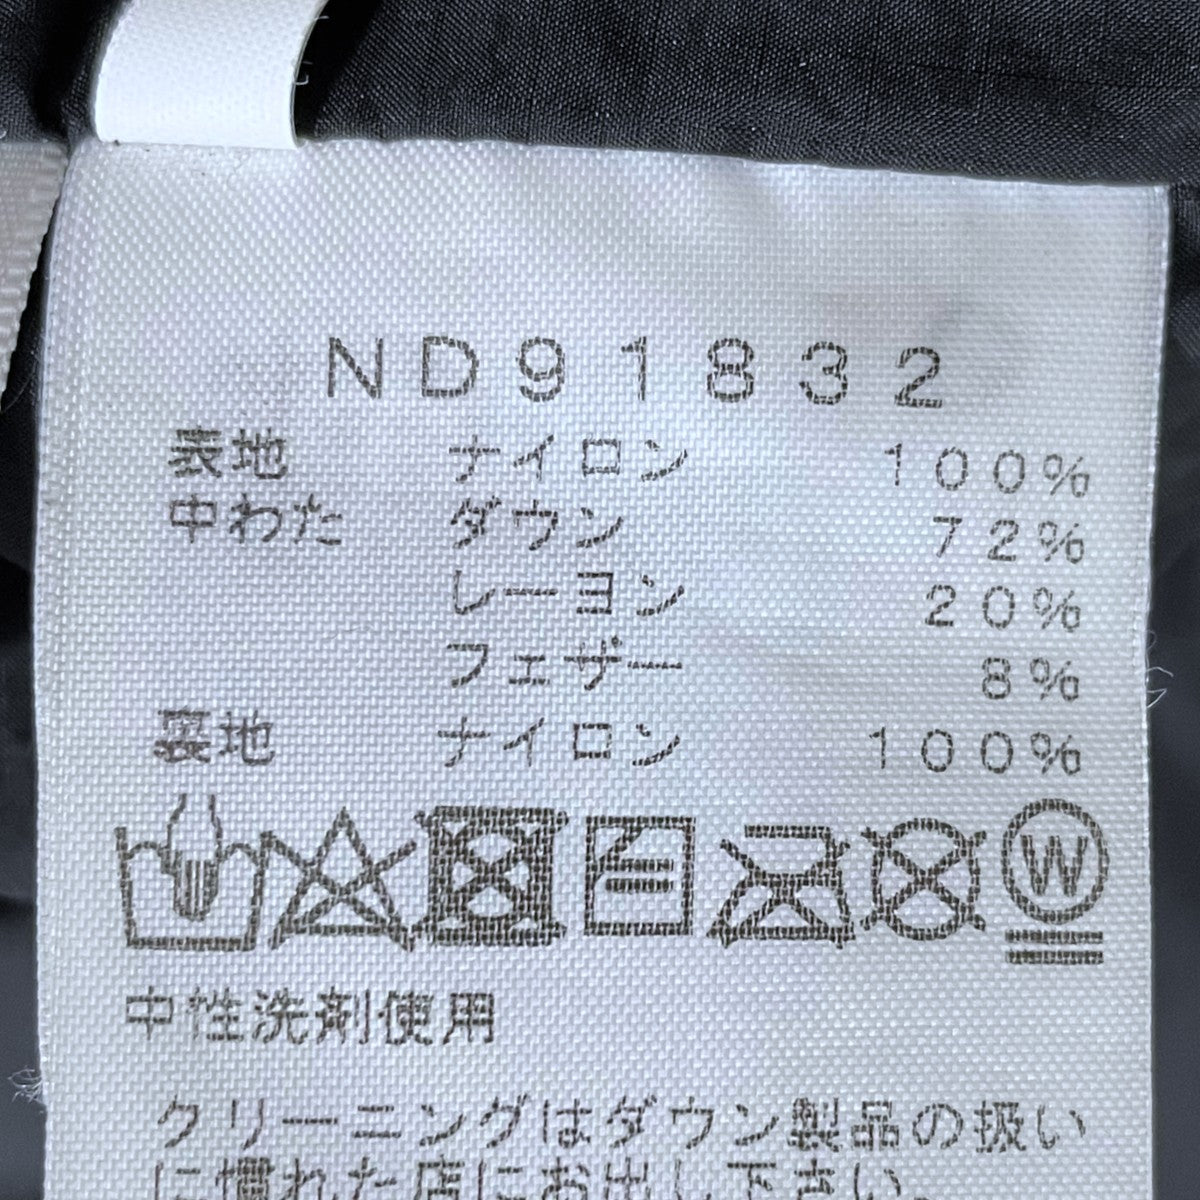 ND91832
表地 ナイロン 100%
中わた ダウン 72%
レーヨン 20%
フェザー 8%
裏地 ナイロン 100%
W
中性洗剤使用
クリーニングはダウン製品の扱い
に慣れた店にお出し下さい。